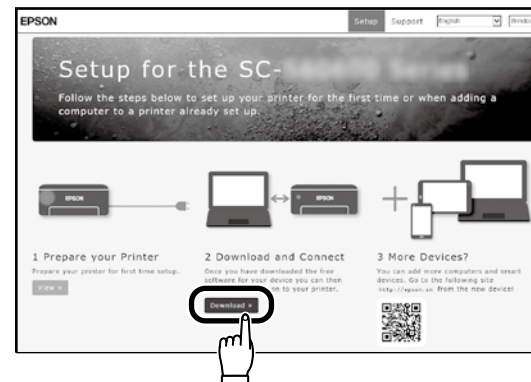 EPSON
Setup Support English
Setup for the SC-
Follow the steps below to set up your printer for the first time or when adding a
computer to a printer already set up.
EPSON
EPSON
1 Prepare your Printer
Prepare your printer for first time setup.
View »
2 Download and Connect
Once you have downloaded the free
software for your device you can then
on to your printer.
Download »
3 More Devices?
You can add more computers and smart
devices. Go to the following site
http://epson.sn from the new device!